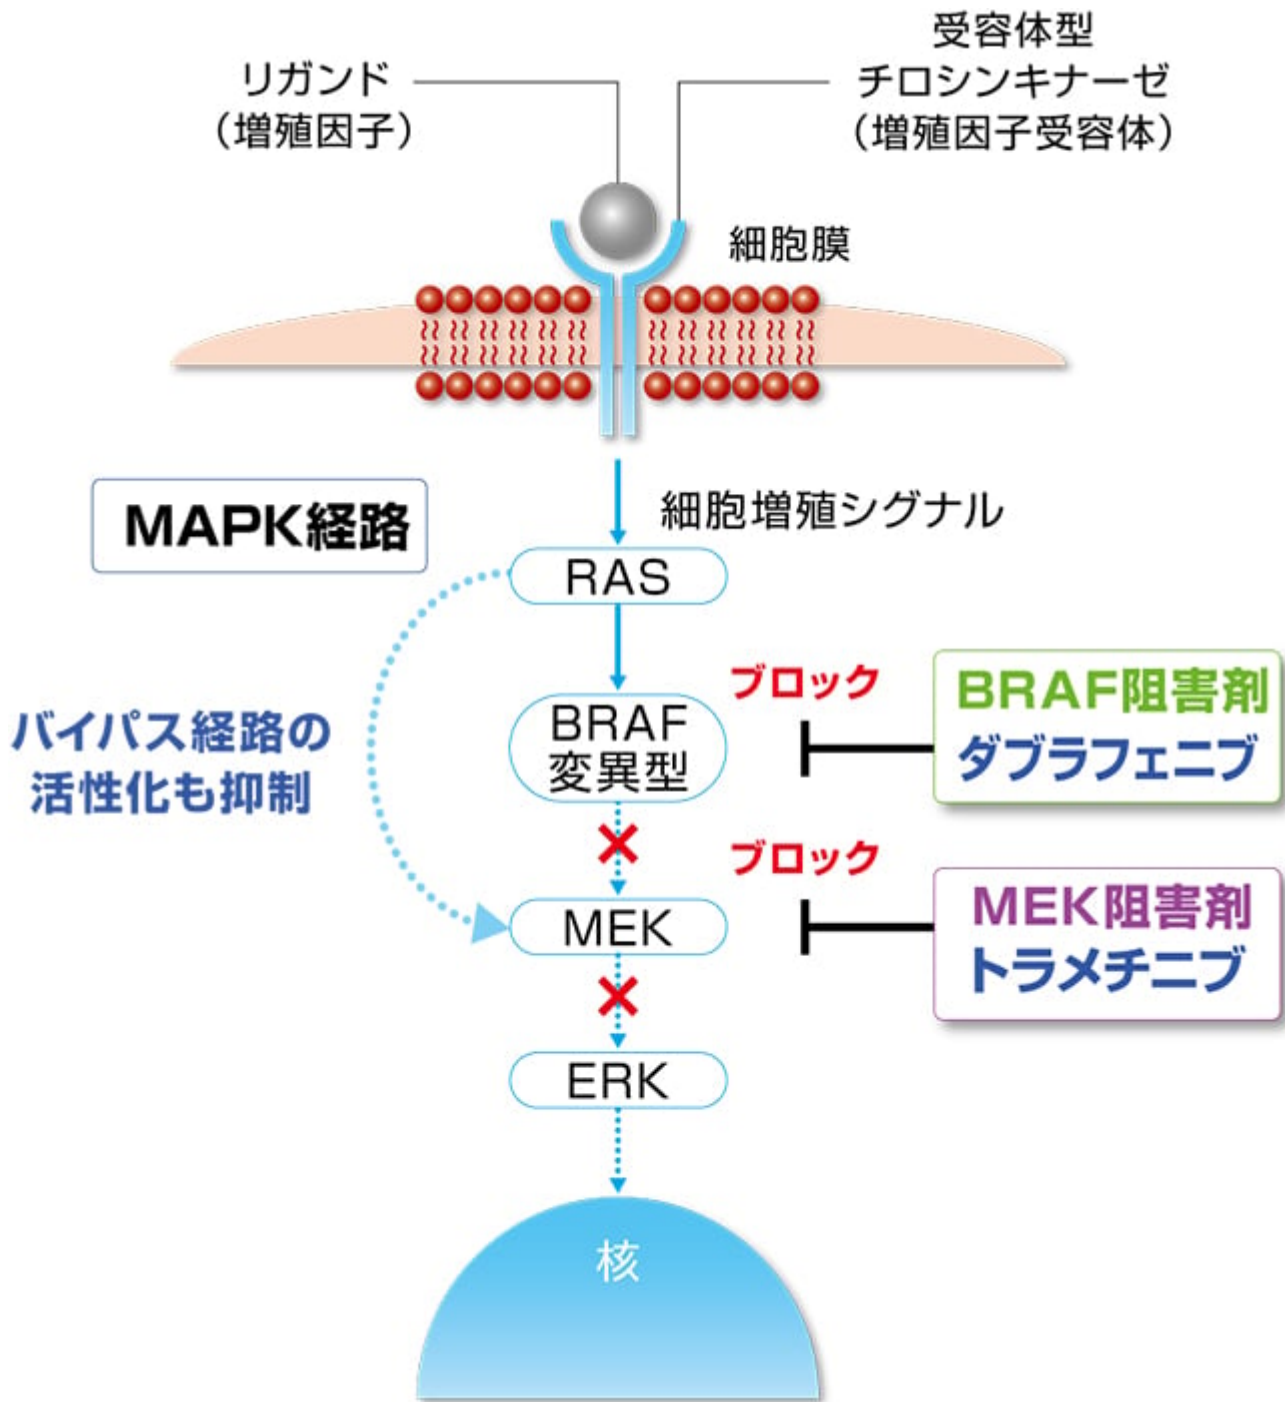 リガンド
（増殖因子）
受容体型
チロシンキナーゼ
（増殖因子受容体）
細胞膜
MAPK経路
細胞増殖シグナル
RAS
バイパス経路の
活性化も抑制
BRAF
変異型
ブロック
BRAF阻害剤
ダブラフェニブ
ブロック
MEK
MEK阻害剤
トラメチニブ
ERK
核